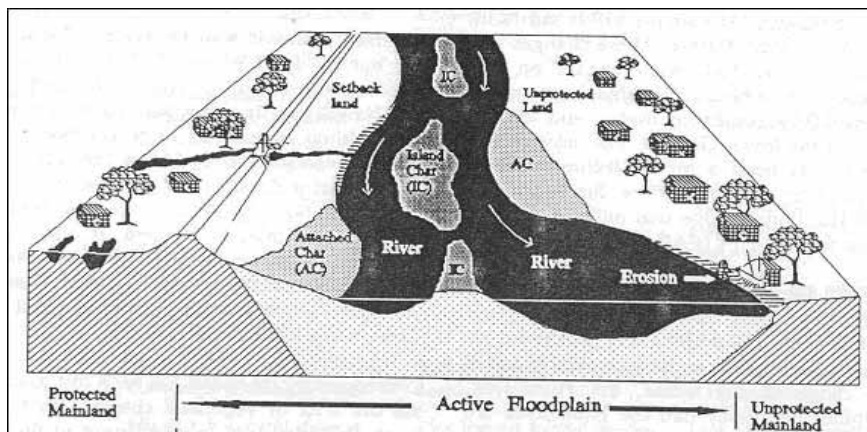 IC
Setback
land
Unprotected
Land
Island
Char
(IC)
AC
Attached
Char
(AC)
River
IC
River
Erosion
Protected
Mainland
Active Floodplain
Unprotected
Mainland